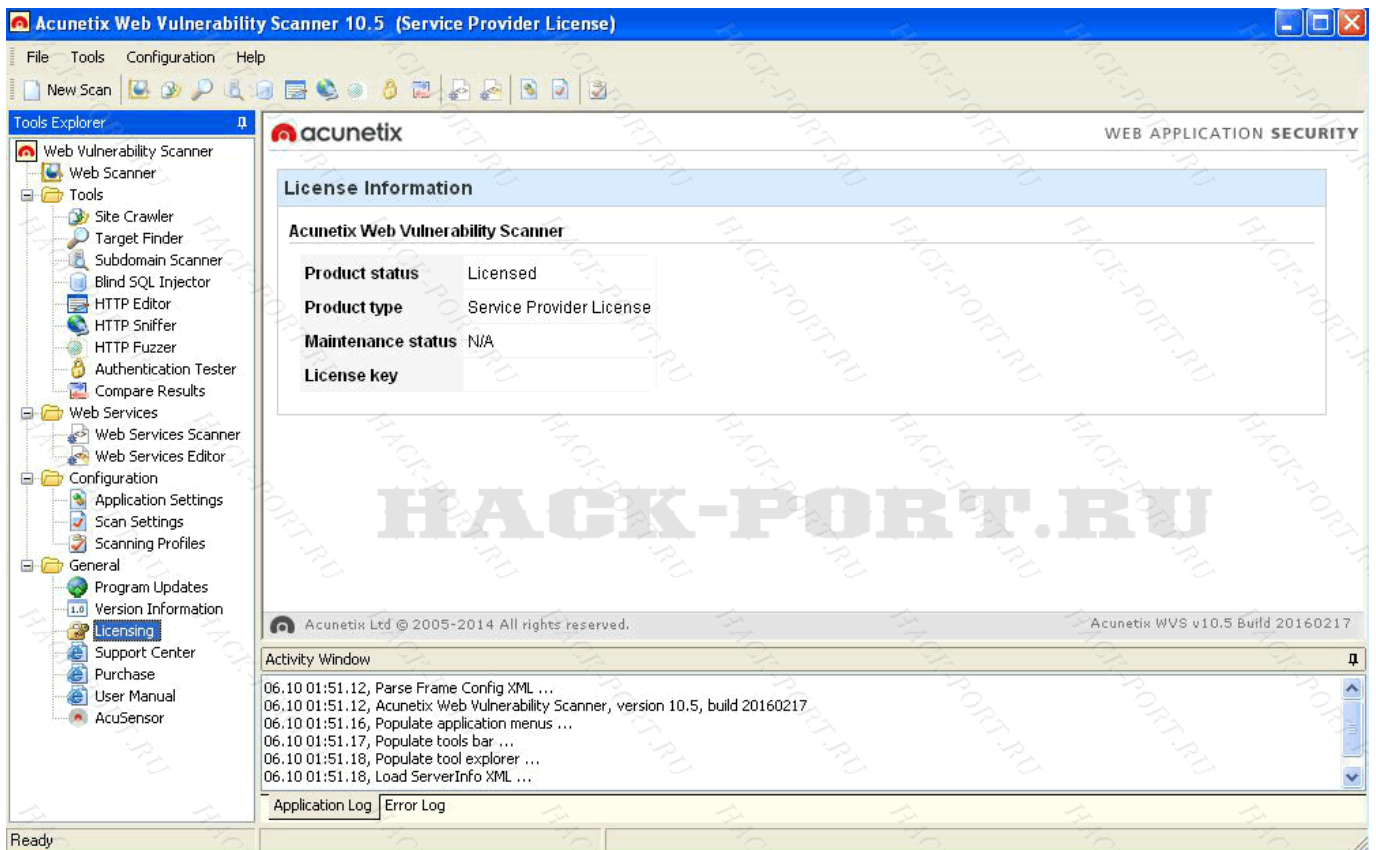 Acunetix Web Vulnerability Scanner 10.5 (Service Provider License)
File Tools Configuration Help
New Scan
Tools Explorer
Web Vulnerability Scanner
Web Scanner
Tools
Site Crawler
Target Finder
Subdomain Scanner
Blind SQL Injector
HTTP Editor
HTTP Sniffer
HTTP Fuzzer
Authentication Tester
Compare Results
Web Services
Web Services Scanner
Web Services Editor
Configuration
Application Settings
Scan Settings
Scanning Profiles
General
Program Updates
1.0 Version Information
Licensing
Support Center
Purchase
User Manual
AcuSensor
acunetix
WEB APPLICATION SECURITY
License Information
Acunetix Web Vulnerability Scanner
Product status Licensed
Product type Service Provider License
Maintenance status N/A
License key
HACK-PORT.RU
Acunetix Ltd © 2005-2014 All rights reserved.
Acunetix WVS v10.5 Build 20160217
Activity Window
06.10 01:51.12, Parse Frame Config XML ...
06.10 01:51.12, Acunetix Web Vulnerability Scanner, version 10.5, build 20160217
06.10 01:51.16, Populate application menus ...
06.10 01:51.17, Populate tools bar ...
06.10 01:51.18, Populate tool explorer ...
06.10 01:51.18, Load ServerInfo XML ...
Application Log Error Log
Ready